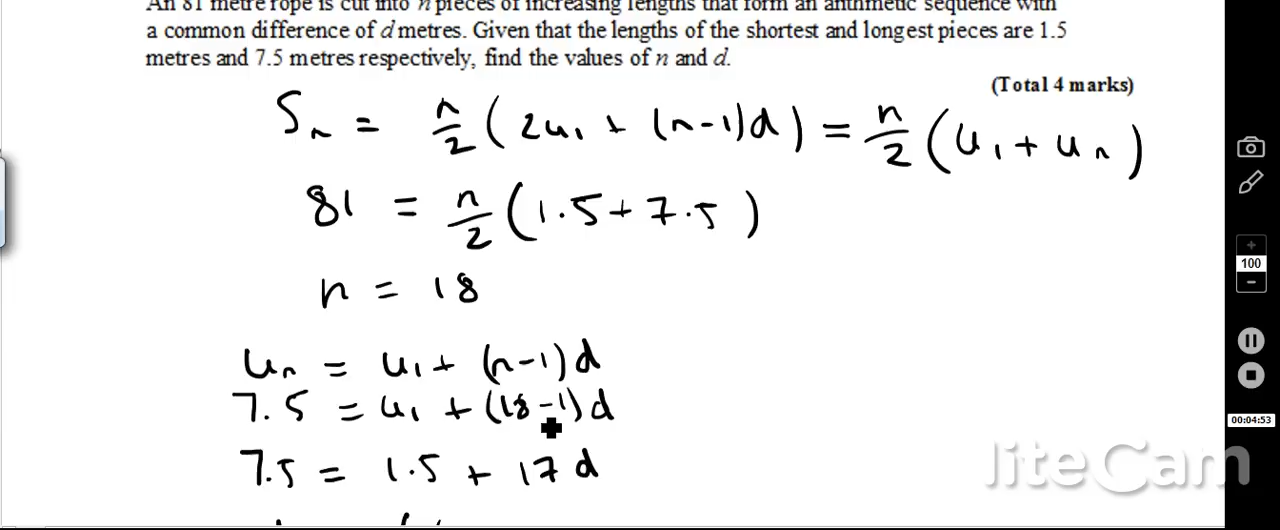 An 81 metre rope is cut into n pieces of increasing lengths that form an arithmetic sequence with
a common difference of d metres. Given that the lengths of the shortest and longest pieces are 1.5
metres and 7.5 metres respectively, find the values of n and d.
(Total 4 marks)
Sₙ = n/2 (2u₁ + (n-1)d) = n/2 (u₁ + uₙ)
81 = n/2 (1.5 + 7.5)
n = 18
uₙ = u₁ + (n-1)d
7.5 = u₁ + (18-1)d
7.5 = 1.5 + 17d
100
00:04:53
liteCam